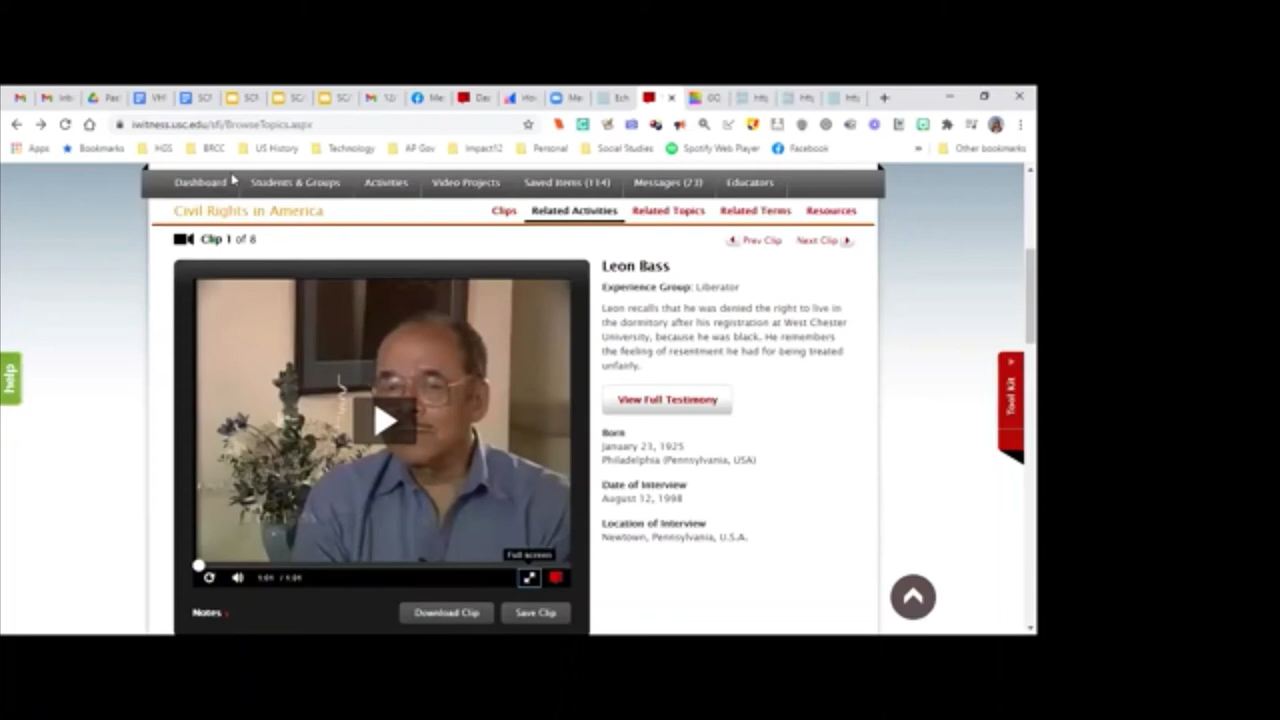 iwitness.usc.edu/sfi/BrowseTopics.aspx
Apps Bookmarks HGS BRCC US History Technology AP Gov Impact12 Personal Social Studies Spotify Web Player Facebook » Other bookmarks
Dashboard Students & Groups Activities Video Projects Saved Items (114) Messages (73) Educators
Civil Rights in America Clips Related Activities Related Topics Related Terms Resources
Clip 1 of 8 Prev Clip Next Clip
Leon Bass
Experience Group: Liberator
Leon recalls that he was denied the right to live in
the dormitory after his registration at West Chester
University, because he was black. He remembers
the feeling of resentment he had for being treated
unfairly.
View Full Testimony
Born
January 23, 1925
Philadelphia (Pennsylvania, USA)
Date of Interview
August 12, 1998
Location of Interview
Newtown, Pennsylvania, U.S.A.
help
Tool Kit
Full screen
Notes
Download Clip Save Clip